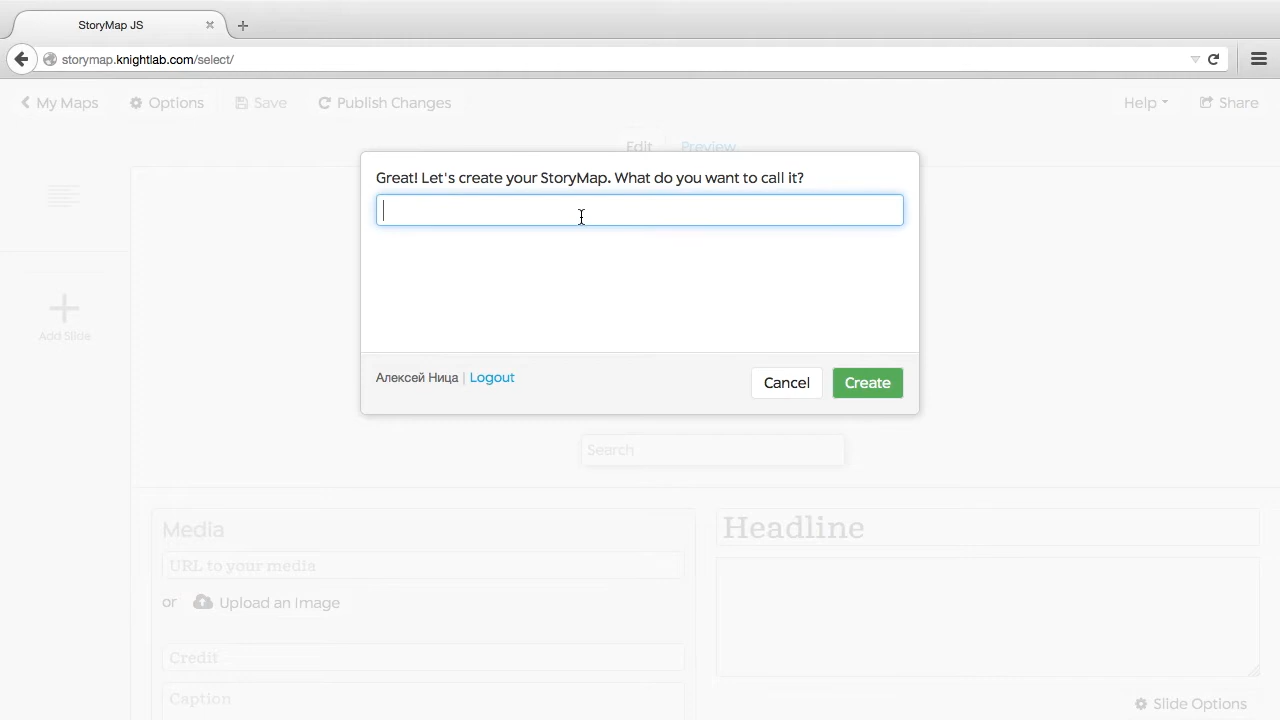 StoryMap JS
storymap.knightlab.com/select/
My Maps
Options
Save
Publish Changes
Help
Share
Edit
Preview
Great! Let's create your StoryMap. What do you want to call it?
Add Slide
Алексей Ница | Logout
Cancel
Create
Search
Media
URL to your media
or
Upload an Image
Credit
Caption
Headline
Slide Options